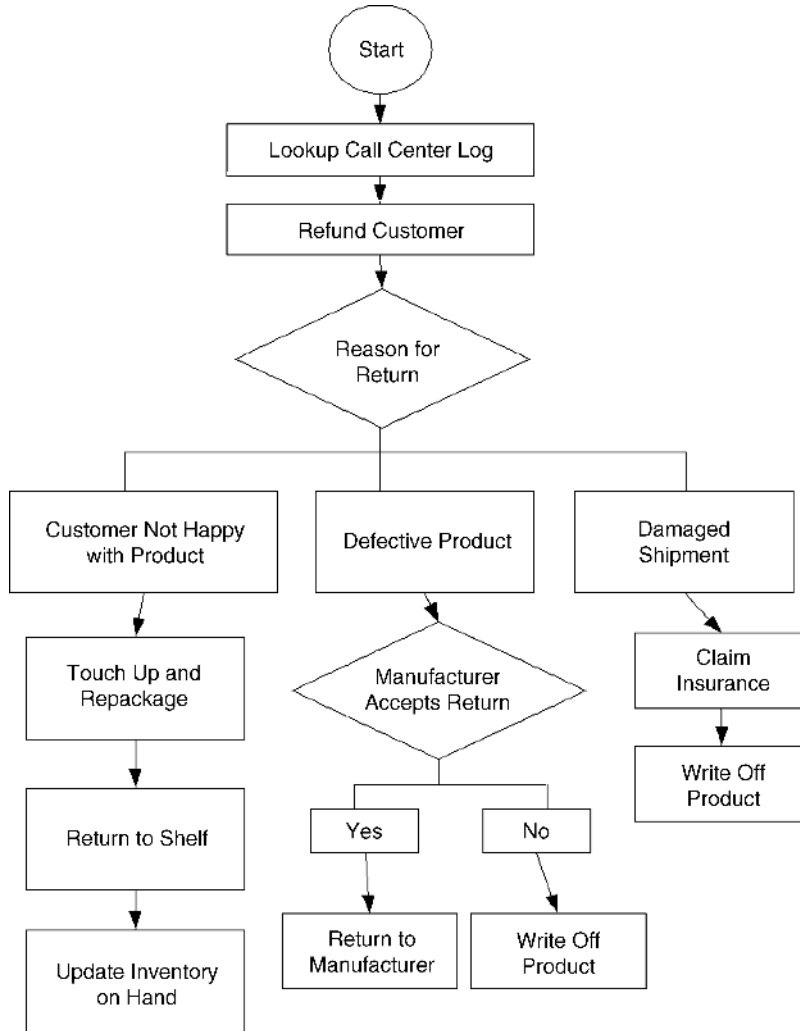 Start
Lookup Call Center Log
Refund Customer
Reason for
Return
Customer Not Happy
with Product
Defective Product
Damaged
Shipment
Touch Up and
Repackage
Manufacturer
Accepts Return
Claim
Insurance
Write Off
Product
Return to Shelf
Yes
No
Update Inventory
on Hand
Return to
Manufacturer
Write Off
Product